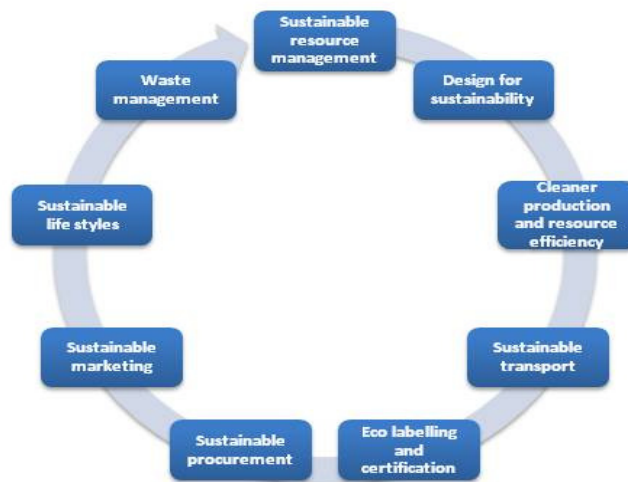 Sustainable
resource
management
Design for
sustainability
Cleaner
production
and resource
efficiency
Sustainable
transport
Eco labelling
and
certification
Sustainable
procurement
Sustainable
marketing
Sustainable
life styles
Waste
management